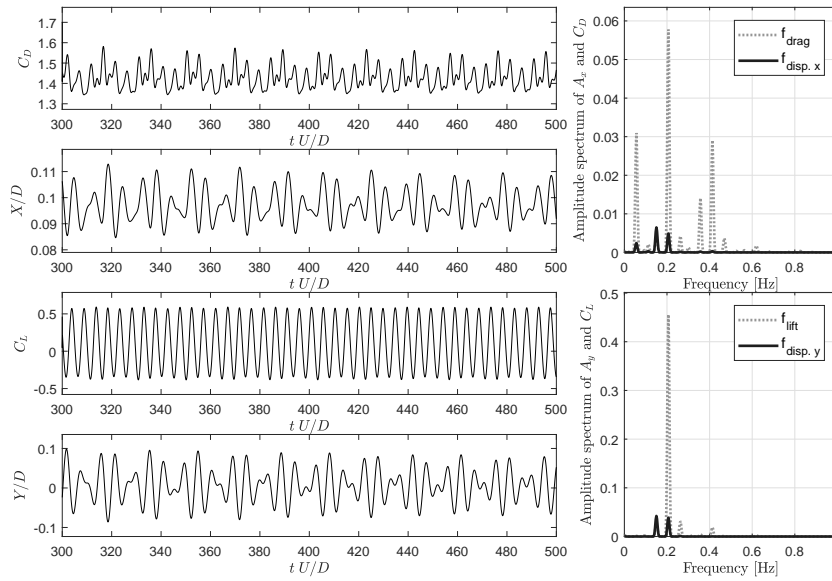 1.7
1.6
1.5
1.4
1.3
C_D
300 320 340 360 380 400 420 440 460 480 500
t U/D
0.11
0.1
0.09
0.08
X/D
300 320 340 360 380 400 420 440 460 480 500
t U/D
0.5
0
-0.5
C_L
300 320 340 360 380 400 420 440 460 480 500
t U/D
0.1
0
-0.1
Y/D
300 320 340 360 380 400 420 440 460 480 500
t U/D
0.06
0.05
0.04
0.03
0.02
0.01
0
Amplitude spectrum of A_x and C_D
f_drag
f_disp. x
0 0.2 0.4 0.6 0.8
Frequency [Hz]
0.5
0.4
0.3
0.2
0.1
0
Amplitude spectrum of A_y and C_L
f_lift
f_disp. y
0 0.2 0.4 0.6 0.8
Frequency [Hz]